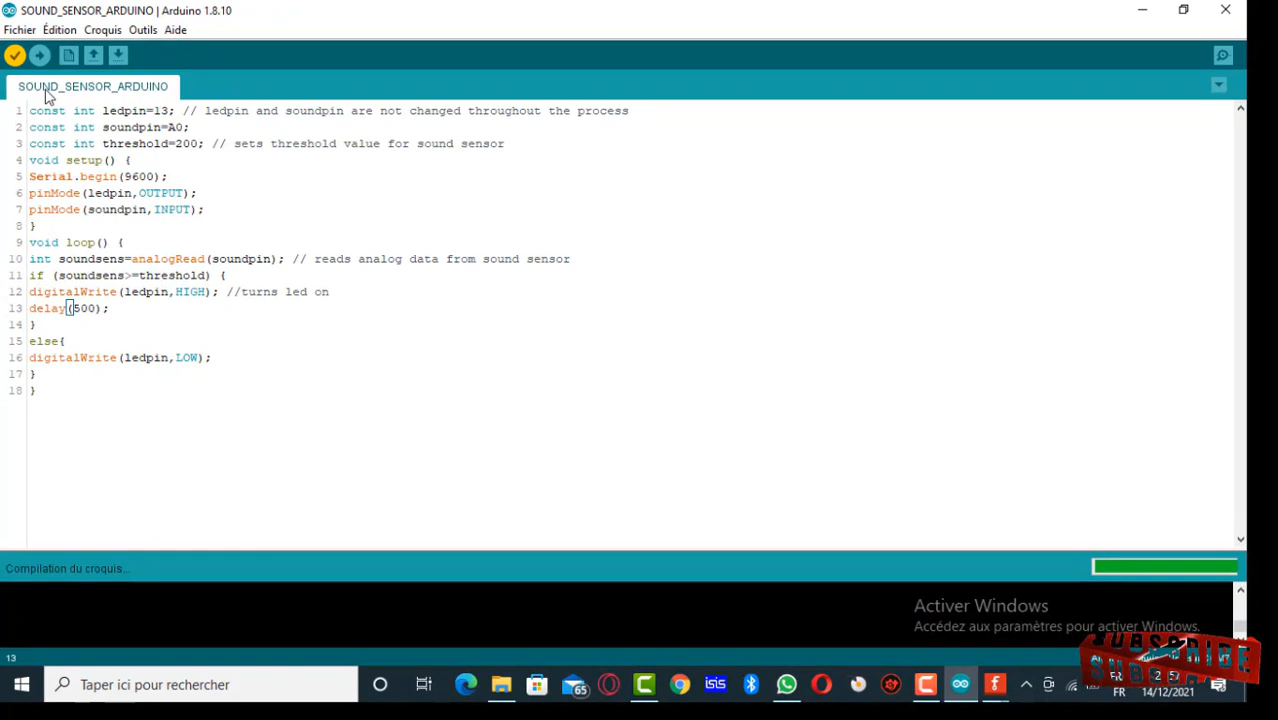 SOUND_SENSOR_ARDUINO | Arduino 1.8.10
Fichier Édition Croquis Outils Aide
SOUND_SENSOR_ARDUINO
1 const int ledpin=13; // ledpin and soundpin are not changed throughout the process
2 const int soundpin=A0;
3 const int threshold=200; // sets threshold value for sound sensor
4 void setup() {
5 Serial.begin(9600);
6 pinMode(ledpin,OUTPUT);
7 pinMode(soundpin,INPUT);
8 }
9 void loop() {
10 int soundsens=analogRead(soundpin); // reads analog data from sound sensor
11 if (soundsens>=threshold) {
12 digitalWrite(ledpin,HIGH); //turns led on
13 delay(500);
14 }
15 else{
16 digitalWrite(ledpin,LOW);
17 }
18 }
Compilation du croquis...
Activer Windows
Accédez aux paramètres pour activer Windows.
SUBSCRIBE
13
Taper ici pour rechercher
65
isis
FR
14/12/2021